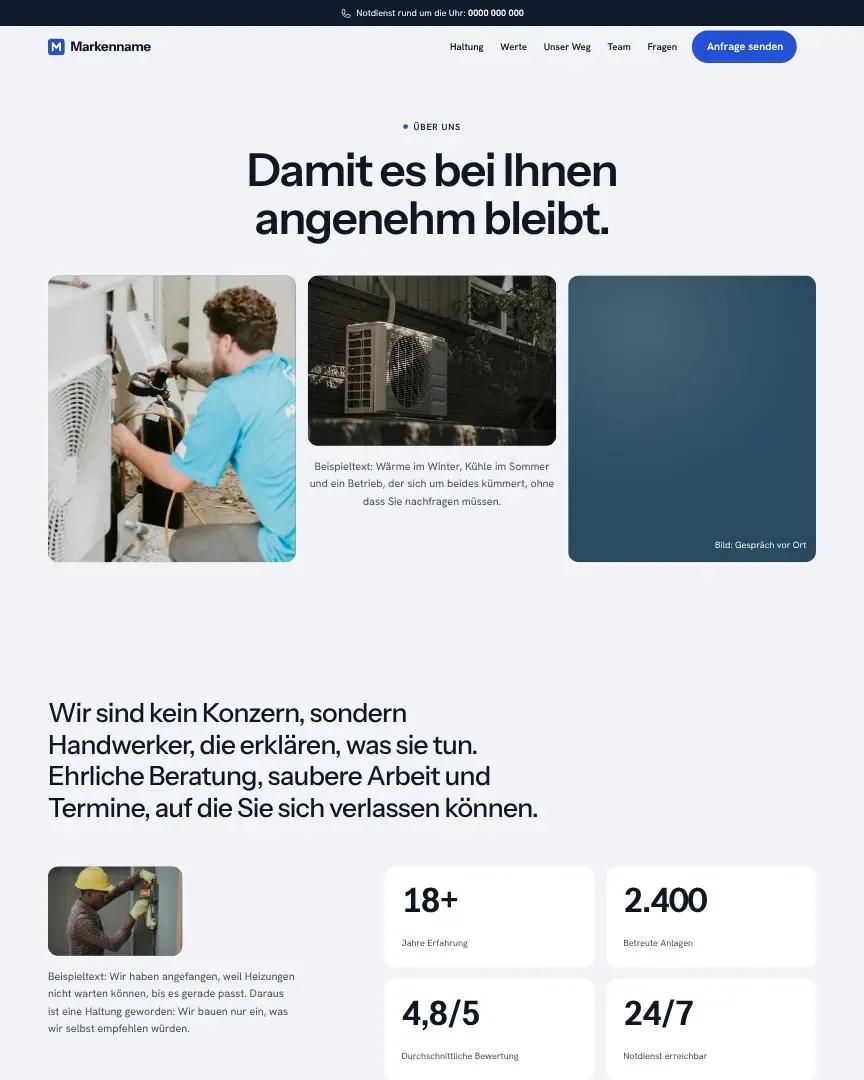 Notdienst rund um die Uhr: 0000 000 000
Markenname
Haltung Werte Unser Weg Team Fragen Anfrage senden
ÜBER UNS
Damit es bei Ihnen
angenehm bleibt.
Beispieltext: Wärme im Winter, Kühle im Sommer
und ein Betrieb, der sich um beides kümmert, ohne
dass Sie nachfragen müssen.
Bild: Gespräch vor Ort
Wir sind kein Konzern, sondern
Handwerker, die erklären, was sie tun.
Ehrliche Beratung, saubere Arbeit und
Termine, auf die Sie sich verlassen können.
Beispieltext: Wir haben angefangen, weil Heizungen
nicht warten können, bis es gerade passt. Daraus
ist eine Haltung geworden: Wir bauen nur ein, was
wir selbst empfehlen würden.
18+
Jahre Erfahrung
2.400
Betreute Anlagen
4,8/5
Durchschnittliche Bewertung
24/7
Notdienst erreichbar